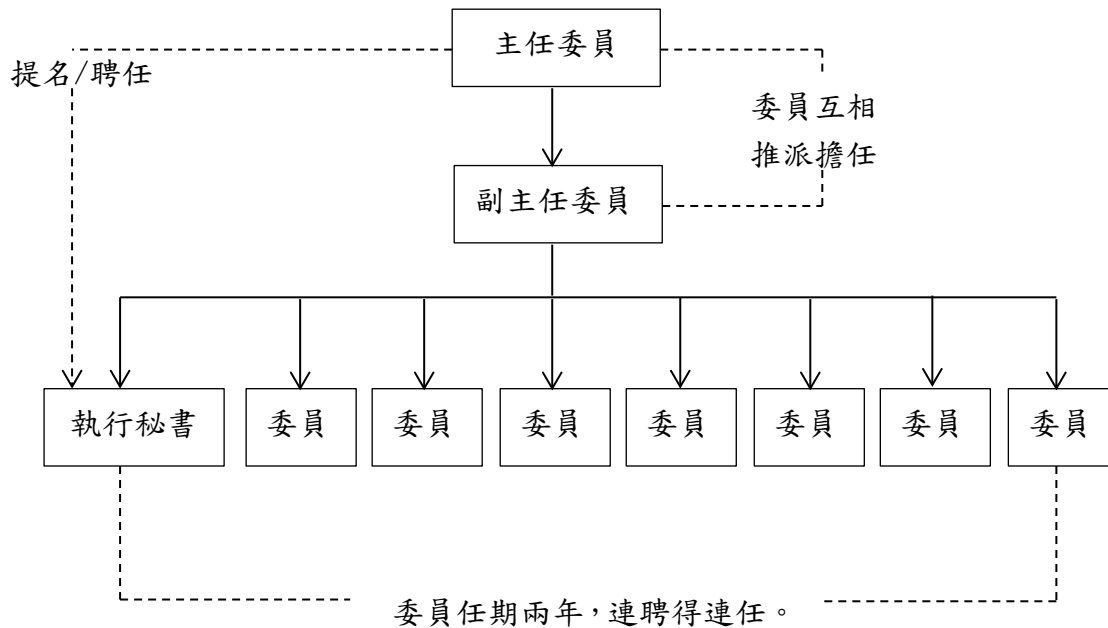 主任委員
提名/聘任
委員互相
推派擔任
副主任委員
執行秘書
委員
委員
委員
委員
委員
委員
委員
委員任期兩年，連聘得連任。